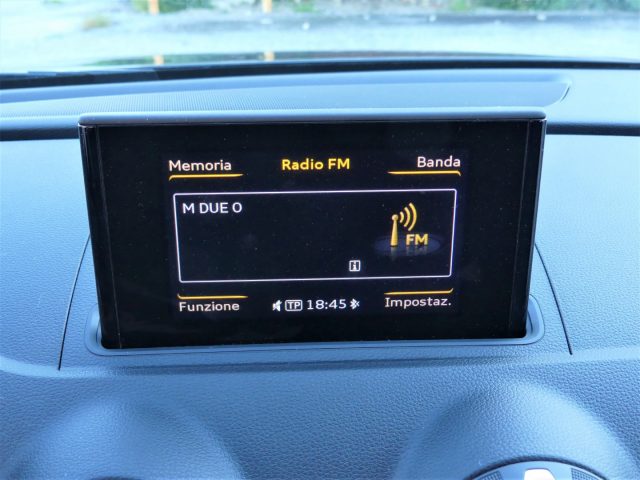 Memoria Radio FM Banda
M DUE O
FM
i
Funzione TP 18:45 Impostaz.